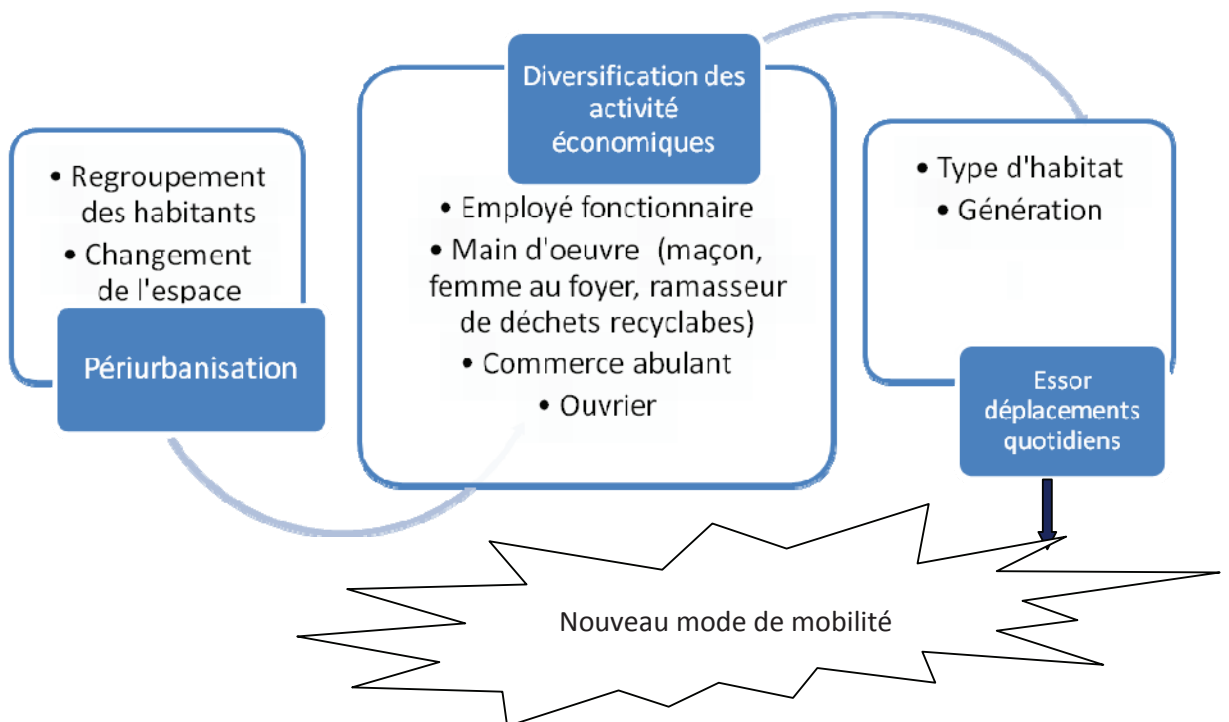 • Regroupement
des habitants
• Changement
de l'espace
Périurbanisation
Diversification des
activité
économiques
• Employé fonctionnaire
• Main d'oeuvre (maçon,
femme au foyer, ramasseur
de déchets recyclabes)
• Commerce abulant
• Ouvrier
• Type d'habitat
• Génération
Essor
déplacements
quotidiens
Nouveau mode de mobilité